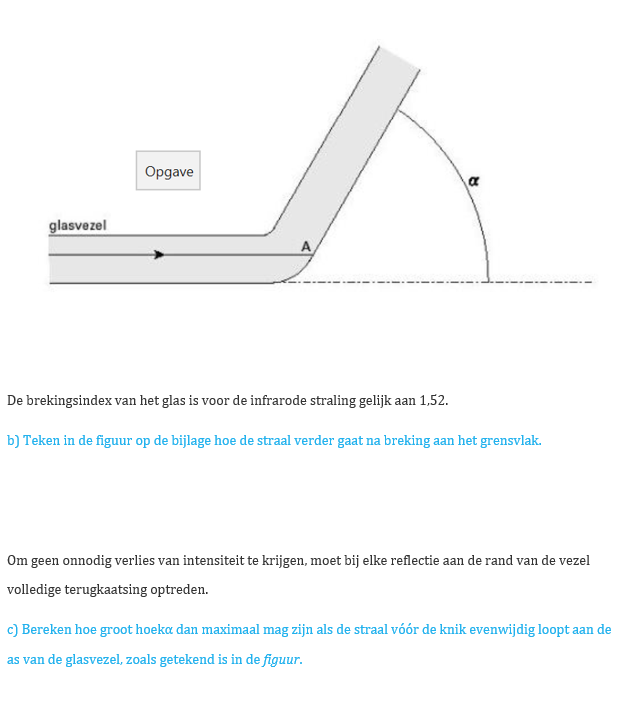 Opgave
α
glasvezel
A
De brekingsindex van het glas is voor de infrarode straling gelijk aan 1,52.
b) Teken in de figuur op de bijlage hoe de straal verder gaat na breking aan het grensvlak.
Om geen onnodig verlies van intensiteit te krijgen, moet bij elke reflectie aan de rand van de vezel
volledige terugkaatsing optreden.
c) Bereken hoe groot hoekα dan maximaal mag zijn als de straal vóór de knik evenwijdig loopt aan de
as van de glasvezel, zoals getekend is in de figuur.